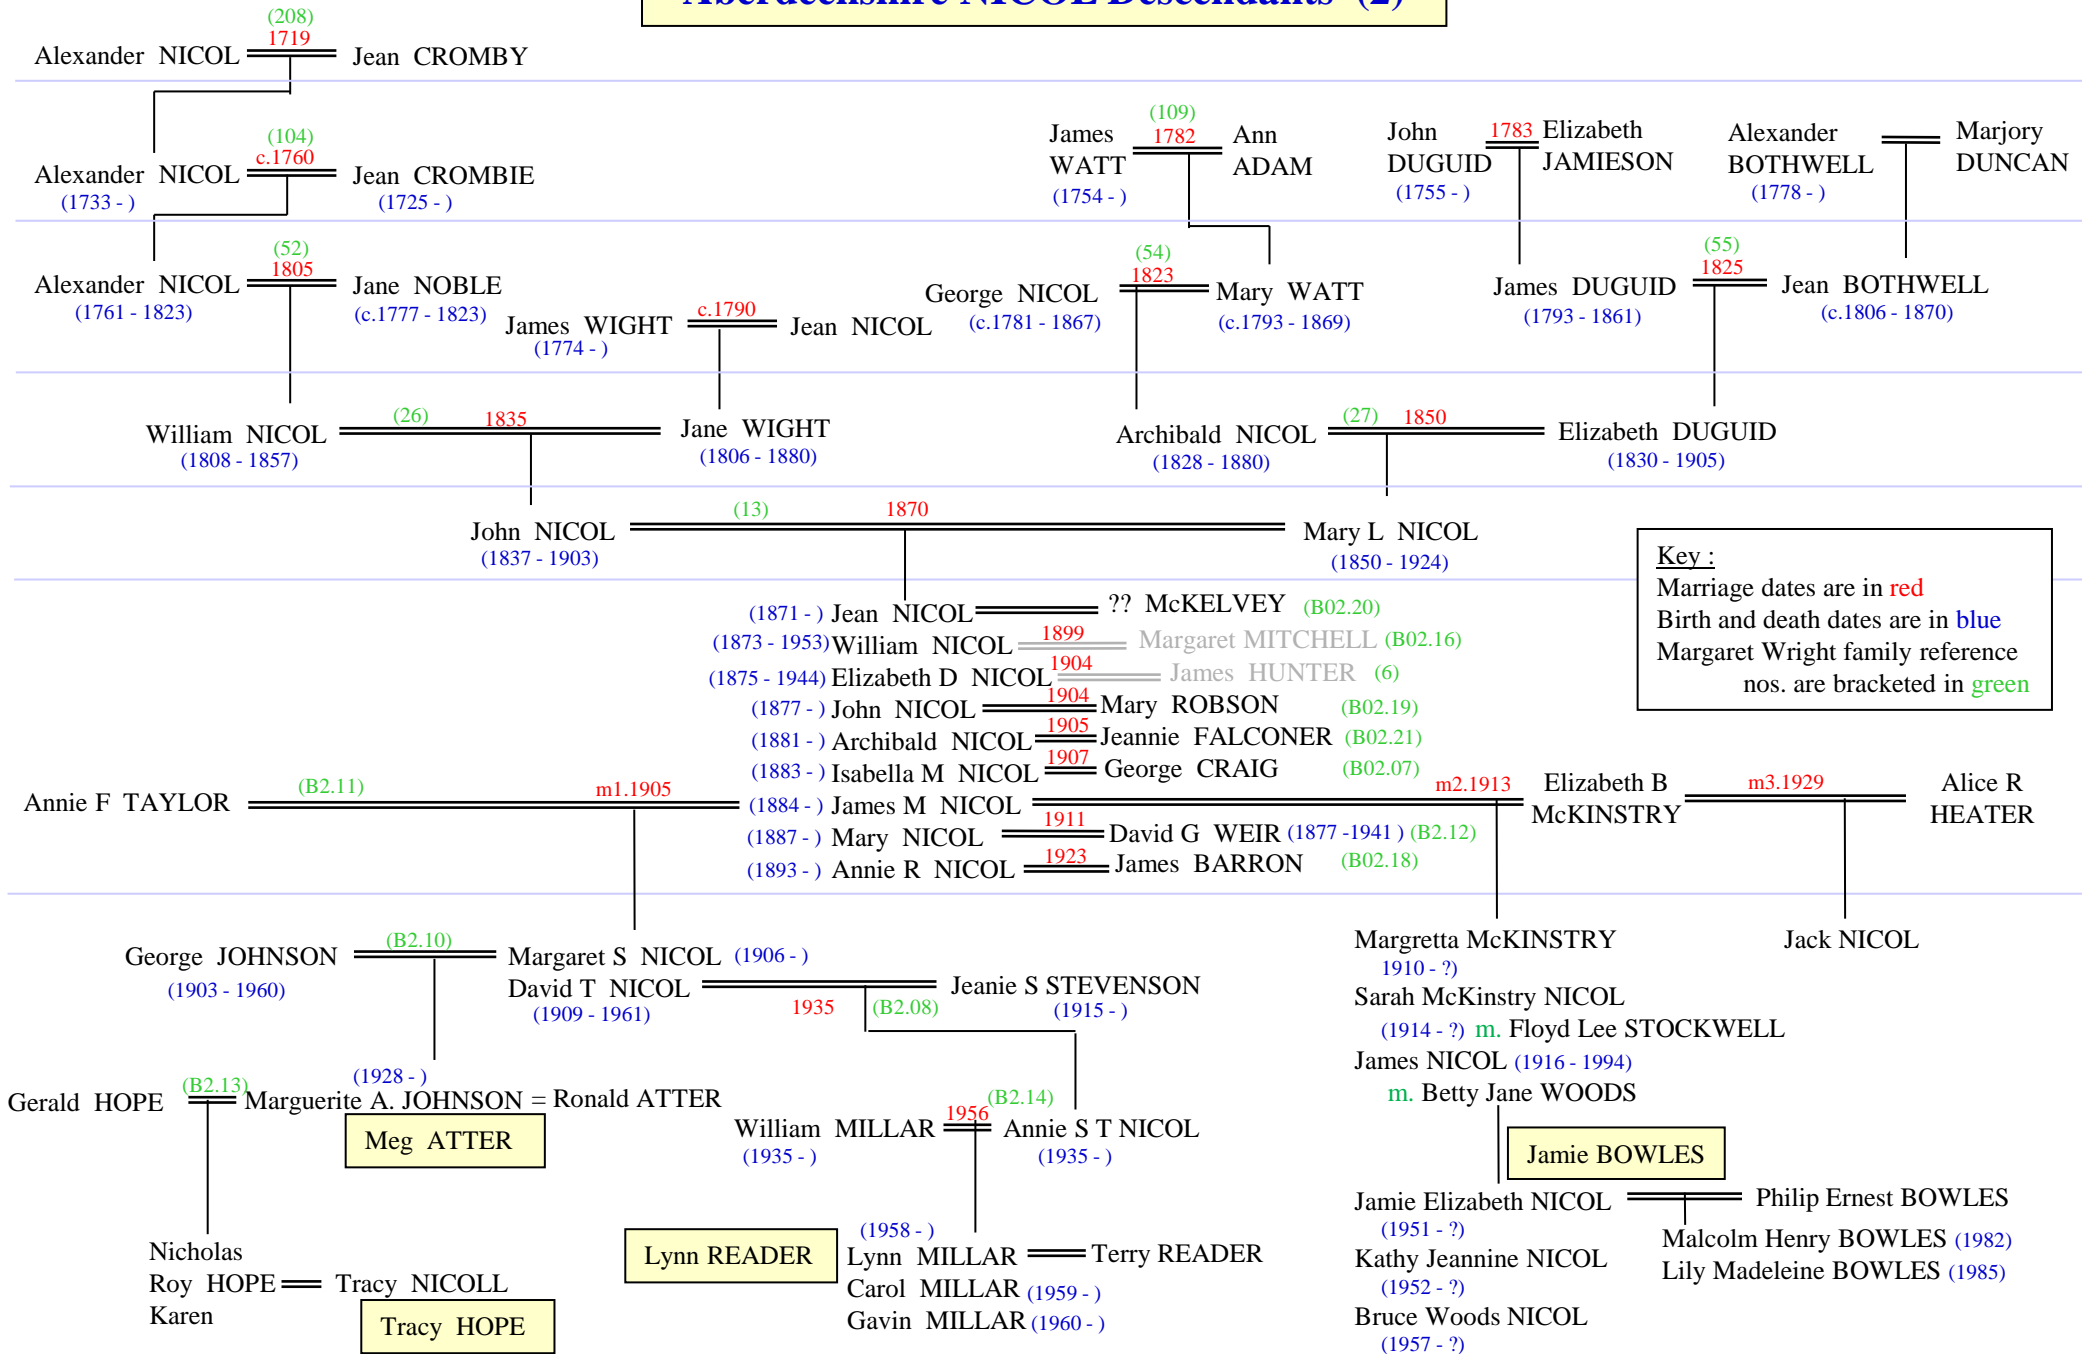 Aberdeenshire NICOL Descendants (2)
(208)
1719
Alexander NICOL
Jean CROMBY
(104)
c.1760
Alexander NICOL
(1733 - )
Jean CROMBIE
(1725 - )
James
WATT
(1754 - )
(109)
1782
Ann
ADAM
John
DUGUID
(1755 - )
1783
Elizabeth
JAMIESON
Alexander
BOTHWELL
(1778 - )
Marjory
DUNCAN
(52)
1805
Alexander NICOL
(1761 - 1823)
Jane NOBLE
(c.1777 - 1823)
James WIGHT
(1774 - )
c.1790
Jean NICOL
George NICOL
(c.1781 - 1867)
(54)
1823
Mary WATT
(c.1793 - 1869)
James DUGUID
(1793 - 1861)
(55)
1825
Jean BOTHWELL
(c.1806 - 1870)
William NICOL
(1808 - 1857)
(26)
1835
Jane WIGHT
(1806 - 1880)
Archibald NICOL
(1828 - 1880)
(27)
1850
Elizabeth DUGUID
(1830 - 1905)
John NICOL
(1837 - 1903)
(13)
1870
Mary L NICOL
(1850 - 1924)
Key :
Marriage dates are in red
Birth and death dates are in blue
Margaret Wright family reference
nos. are bracketed in green
(1871 - ) Jean NICOL ?? McKELVEY (B02.20)
(1873 - 1953) William NICOL 1899 Margaret MITCHELL (B02.16)
(1875 - 1944) Elizabeth D NICOL 1904 James HUNTER (6)
(1877 - ) John NICOL 1904 Mary ROBSON (B02.19)
(1881 - ) Archibald NICOL 1905 Jeannie FALCONER (B02.21)
(1883 - ) Isabella M NICOL 1907 George CRAIG (B02.07)
Annie F TAYLOR (B2.11) m1.1905 (1884 - ) James M NICOL m2.1913 Elizabeth B
McKINSTRY
m3.1929
Alice R
HEATER
(1887 - ) Mary NICOL 1911 David G WEIR (1877 -1941 ) (B2.12)
(1893 - ) Annie R NICOL 1923 James BARRON (B02.18)
George JOHNSON
(1903 - 1960)
(B2.10)
Margaret S NICOL (1906 - )
David T NICOL
(1909 - 1961)
1935
(B2.08)
Jeanie S STEVENSON
(1915 - )
Margretta McKINSTRY
1910 - ?)
Sarah McKinstry NICOL
(1914 - ?) m. Floyd Lee STOCKWELL
James NICOL (1916 - 1994)
m. Betty Jane WOODS
Jack NICOL
(1928 - )
Gerald HOPE (B2.13) Marguerite A. JOHNSON = Ronald ATTER
Meg ATTER
William MILLAR
(1935 - )
1956
(B2.14)
Annie S T NICOL
(1935 - )
Jamie BOWLES
Jamie Elizabeth NICOL
(1951 - ?)
Philip Ernest BOWLES
Kathy Jeannine NICOL
(1952 - ?)
Bruce Woods NICOL
(1957 - ?)
Malcolm Henry BOWLES (1982)
Lily Madeleine BOWLES (1985)
Nicholas
Roy HOPE
Karen
Tracy NICOLL
Tracy HOPE
Lynn READER
(1958 - )
Lynn MILLAR
Terry READER
Carol MILLAR (1959 - )
Gavin MILLAR (1960 - )